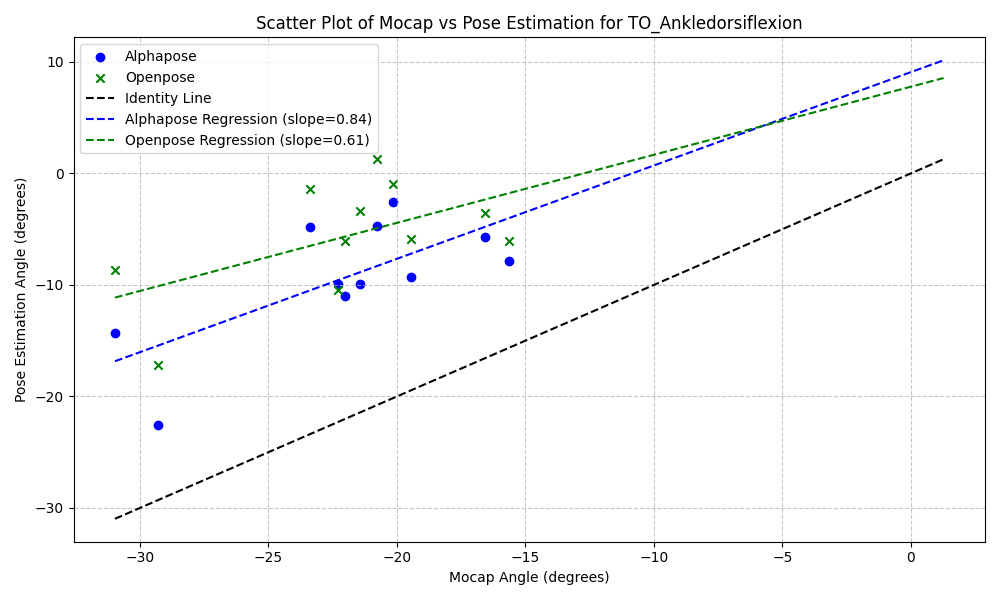 Scatter Plot of Mocap vs Pose Estimation for TO_Ankledorsiflexion
Alphapose
Openpose
Identity Line
Alphapose Regression (slope=0.84)
Openpose Regression (slope=0.61)
10
0
−10
−20
−30
Pose Estimation Angle (degrees)
−30 −25 −20 −15 −10 −5 0
Mocap Angle (degrees)